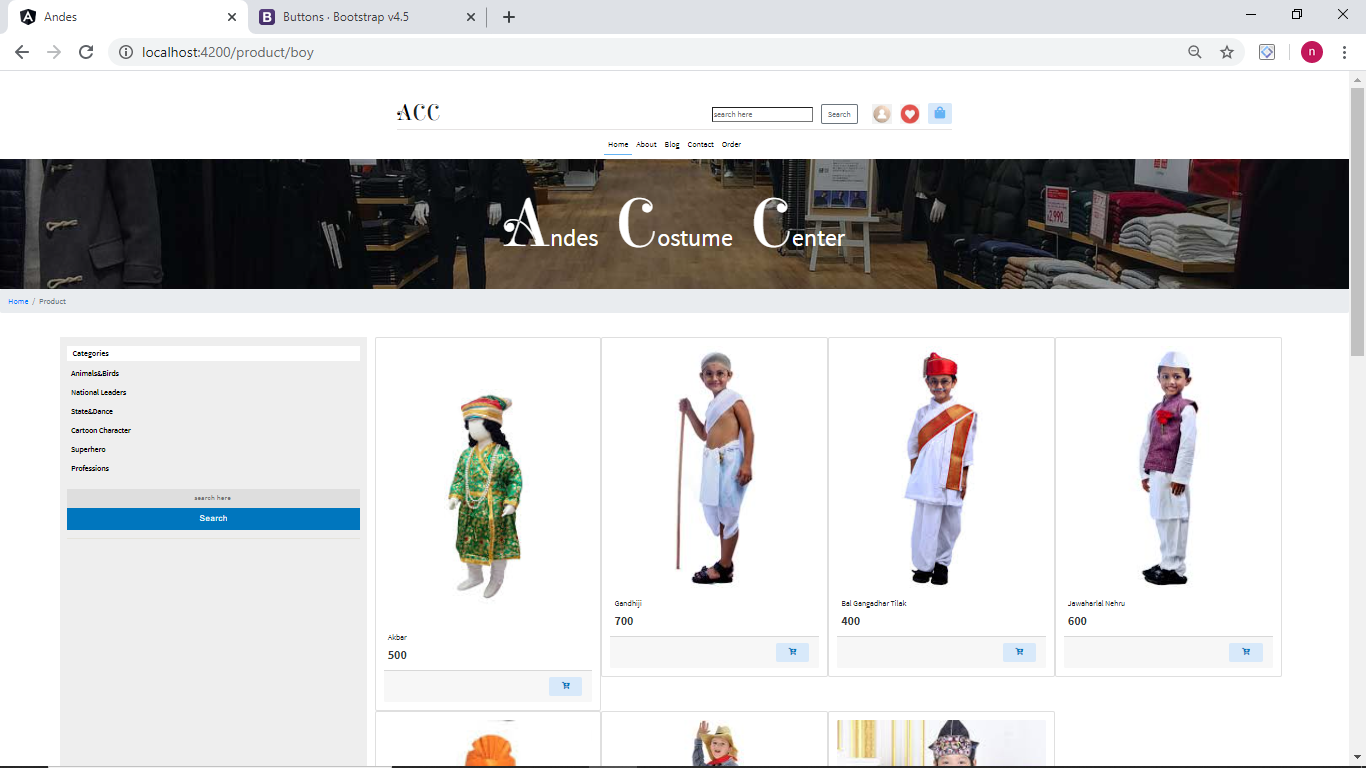 Andes
Buttons · Bootstrap v4.5
localhost:4200/product/boy
n
ACC
search here
Search
Home About Blog Contact Order
2,990
Andes Costume Center
Home / Product
Categories
Animals&Birds
National Leaders
State&Dance
Cartoon Character
Superhero
Professions
search here
Search
Akbar
500
Gandhiji
700
Bal Gangadhar Tilak
400
Jawaharlal Nehru
600